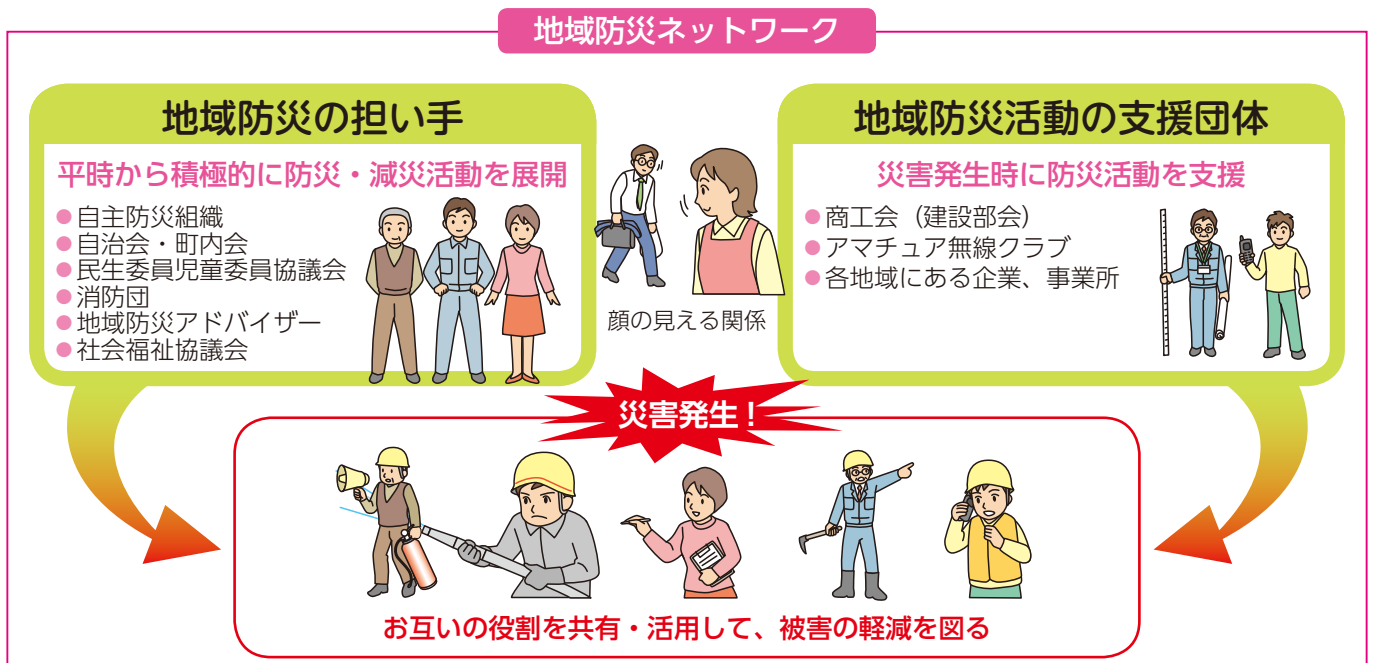 地域防災ネットワーク
地域防災の担い手
平時から積極的に防災・減災活動を展開
●自主防災組織
●自治会・町内会
●民生委員児童委員協議会
●消防団
●地域防災アドバイザー
●社会福祉協議会
顔の見える関係
地域防災活動の支援団体
災害発生時に防災活動を支援
●商工会（建設部会）
●アマチュア無線クラブ
●各地域にある企業、事業所
災害発生！
お互いの役割を共有・活用して、被害の軽減を図る